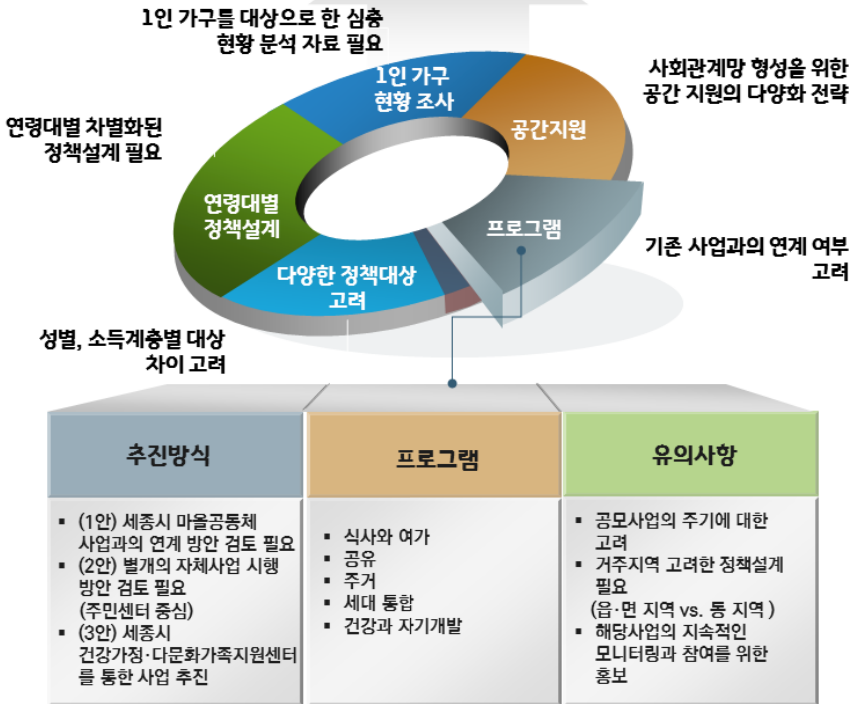 1인 가구를 대상으로 한 심층
현황 분석 자료 필요
1인 가구
현황 조사
사회관계망 형성을 위한
공간 지원의 다양화 전략
공간지원
연령대별 차별화된
정책설계 필요
연령대별
정책설계
프로그램
기존 사업과의 연계 여부
고려
다양한 정책대상
고려
성별, 소득계층별 대상
차이 고려
추진방식
▪ (1안) 세종시 마을공동체
사업과의 연계 방안 검토 필요
▪ (2안) 별개의 자체사업 시행
방안 검토 필요
(주민센터 중심)
▪ (3안) 세종시
건강가정·다문화가족지원센터
를 통한 사업 추진
프로그램
▪ 식사와 여가
▪ 공유
▪ 주거
▪ 세대 통합
▪ 건강과 자기개발
유의사항
▪ 공모사업의 주기에 대한
고려
▪ 거주지역 고려한 정책설계
필요
(읍·면 지역 vs. 동 지역 )
▪ 해당사업의 지속적인
모니터링과 참여를 위한
홍보